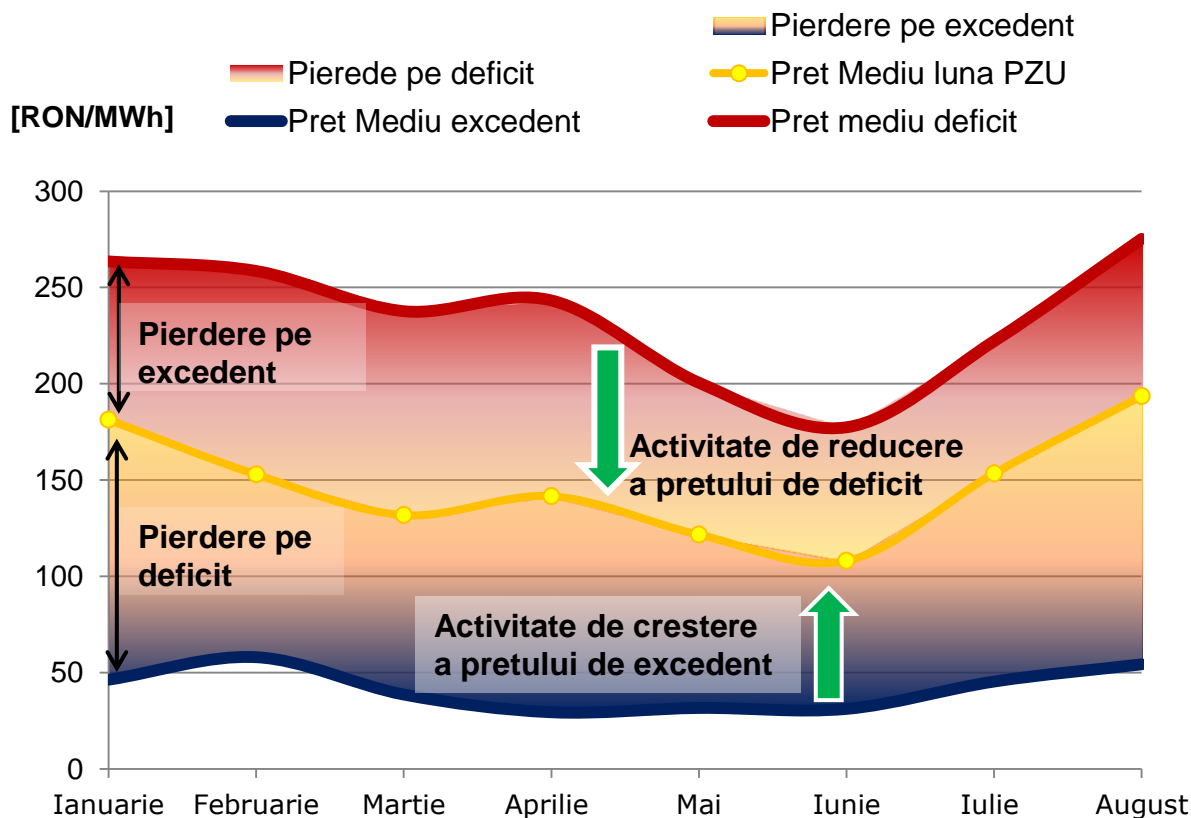 Pierdere pe excedent
Pierede pe deficit
Pret Mediu luna PZU
[RON/MWh]
Pret Mediu excedent
Pret mediu deficit
300
250
200
150
100
50
0
Pierdere pe
excedent
Pierdere pe
deficit
Activitate de reducere
a pretului de deficit
Activitate de crestere
a pretului de excedent
Ianuarie Februarie Martie Aprilie Mai Iunie Iulie August